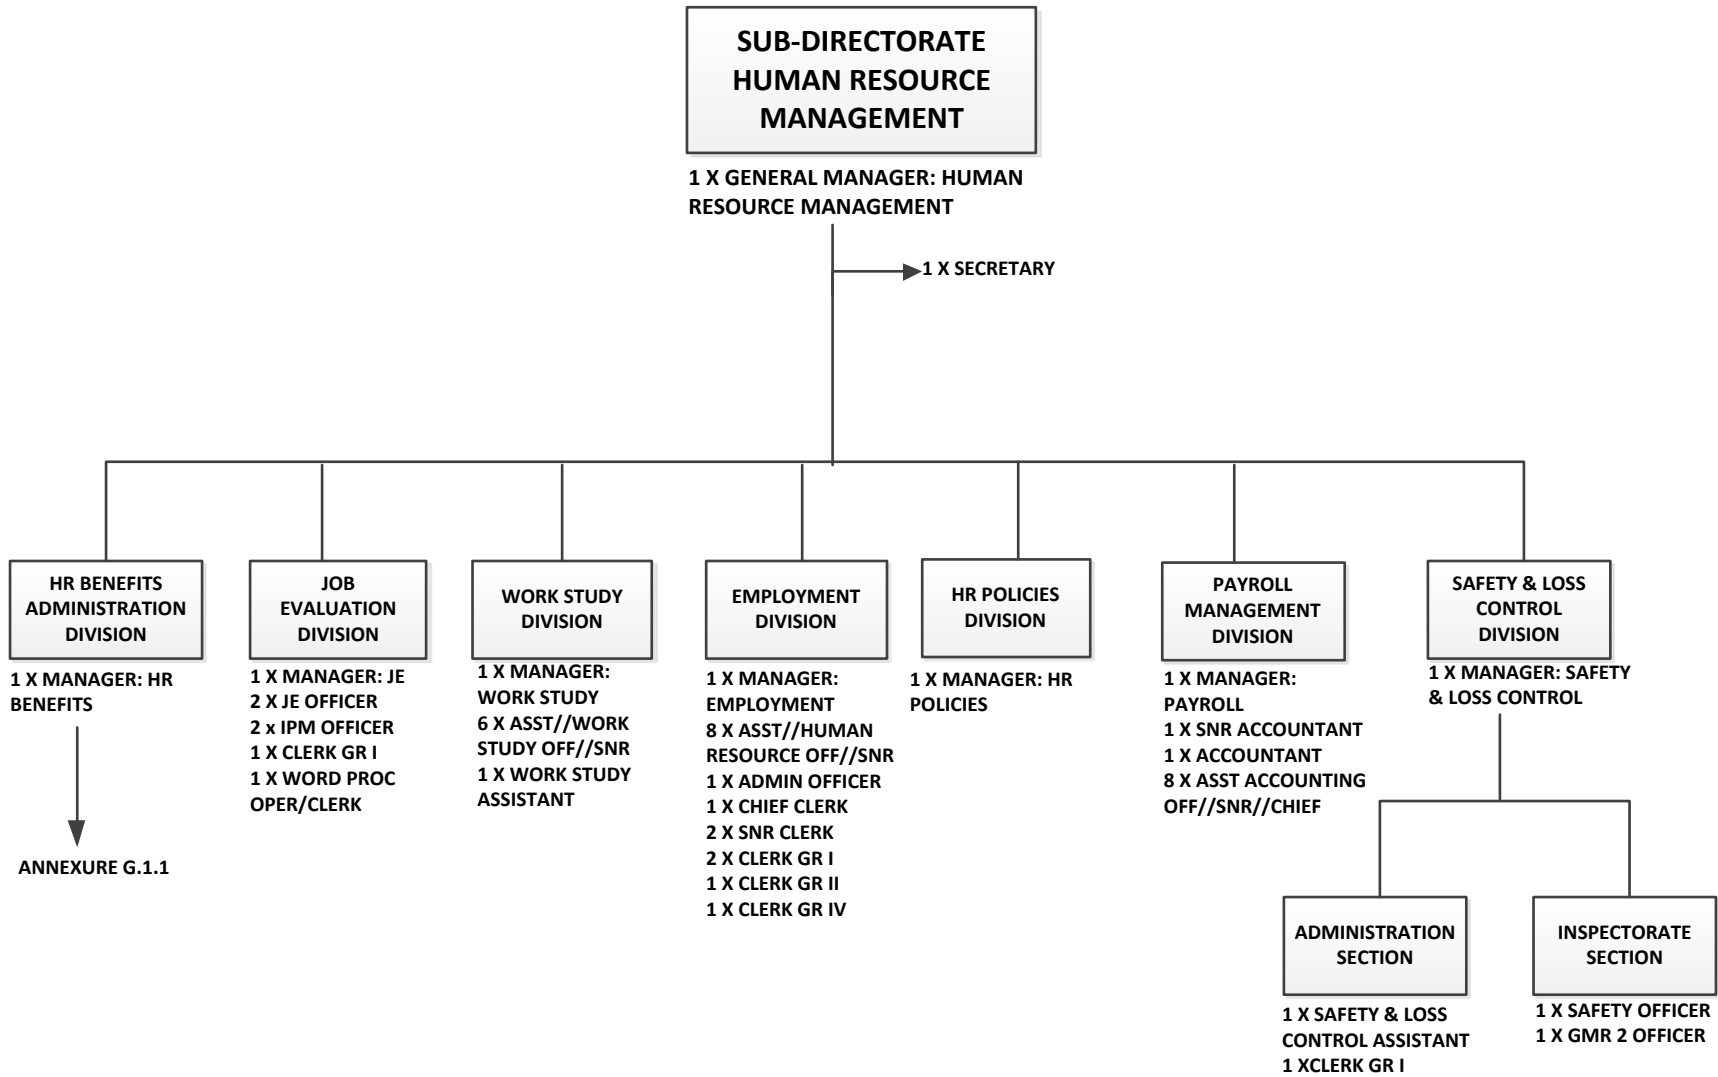 SUB-DIRECTORATE
HUMAN RESOURCE
MANAGEMENT
1 X GENERAL MANAGER: HUMAN
RESOURCE MANAGEMENT
1 X SECRETARY
HR BENEFITS
ADMINISTRATION
DIVISION
1 X MANAGER: HR
BENEFITS
ANNEXURE G.1.1
JOB
EVALUATION
DIVISION
1 X MANAGER: JE
2 X JE OFFICER
2 x IPM OFFICER
1 X CLERK GR I
1 X WORD PROC
OPER/CLERK
WORK STUDY
DIVISION
1 X MANAGER:
WORK STUDY
6 X ASST//WORK
STUDY OFF//SNR
1 X WORK STUDY
ASSISTANT
EMPLOYMENT
DIVISION
1 X MANAGER:
EMPLOYMENT
8 X ASST//HUMAN
RESOURCE OFF//SNR
1 X ADMIN OFFICER
1 X CHIEF CLERK
2 X SNR CLERK
2 X CLERK GR I
1 X CLERK GR II
1 X CLERK GR IV
HR POLICIES
DIVISION
1 X MANAGER: HR
POLICIES
PAYROLL
MANAGEMENT
DIVISION
1 X MANAGER:
PAYROLL
1 X SNR ACCOUNTANT
1 X ACCOUNTANT
8 X ASST ACCOUNTING
OFF//SNR//CHIEF
SAFETY & LOSS
CONTROL
DIVISION
1 X MANAGER: SAFETY
& LOSS CONTROL
ADMINISTRATION
SECTION
1 X SAFETY & LOSS
CONTROL ASSISTANT
1 XCLERK GR I
INSPECTORATE
SECTION
1 X SAFETY OFFICER
1 X GMR 2 OFFICER